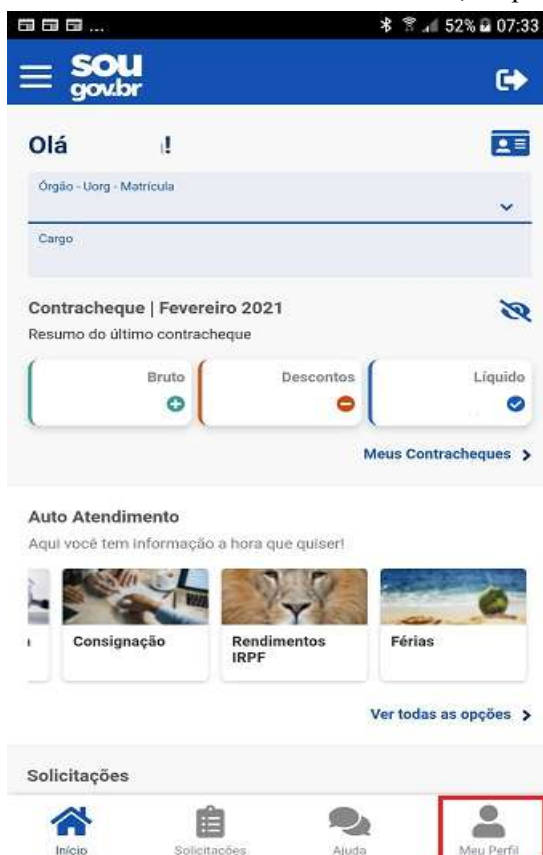 ... 52% 07:33
sou
gov.br
Olá !
Órgão - Uorg - Matrícula
Cargo
Contracheque | Fevereiro 2021
Resumo do último contracheque
Bruto Descontos Líquido
Meus Contracheques >
Auto Atendimento
Aqui você tem informação a hora que quiser!
Consignação Rendimentos Férias
IRPF
Ver todas as opções >
Solicitações
Início Solicitações Ajuda Meu Perfil